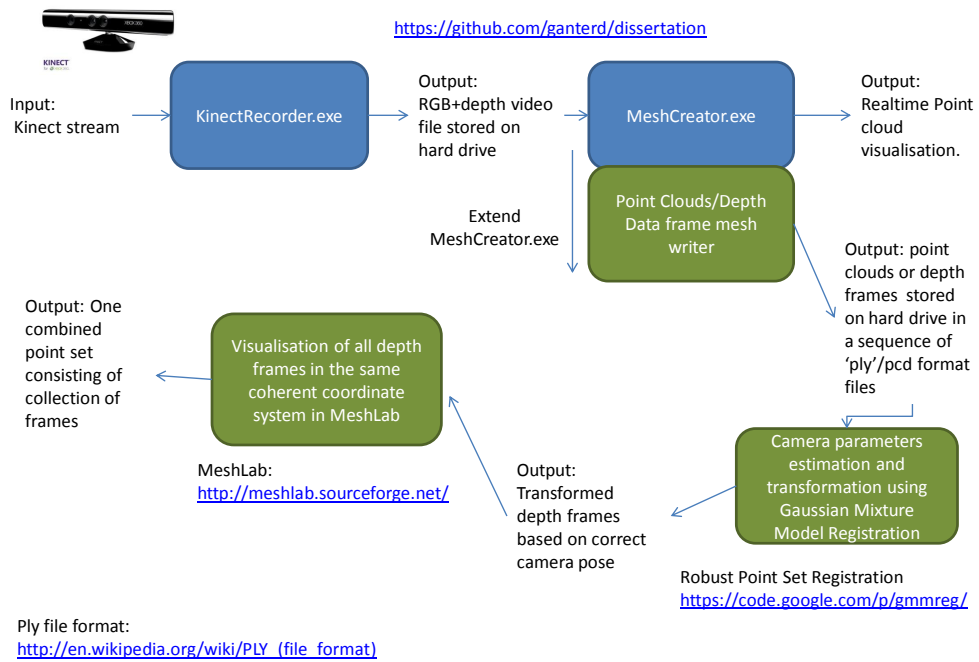 XBOX 360
KINECT
https://github.com/ganterd/dissertation
Input:
Kinect stream
KinectRecorder.exe
Output:
RGB+depth video
file stored on
hard drive
MeshCreator.exe
Output:
Realtime Point
cloud
visualisation.
Extend
MeshCreator.exe
Point Clouds/Depth
Data frame mesh
writer
Output: point
clouds or depth
frames stored
on hard drive in
a sequence of
‘ply’/pcd format
files
Output: One
combined
point set
consisting of
collection of
frames
Visualisation of all depth
frames in the same
coherent coordinate
system in MeshLab
MeshLab:
http://meshlab.sourceforge.net/
Output:
Transformed
depth frames
based on correct
camera pose
Camera parameters
estimation and
transformation using
Gaussian Mixture
Model Registration
Robust Point Set Registration
https://code.google.com/p/gmmreg/
Ply file format:
http://en.wikipedia.org/wiki/PLY_(file_format)